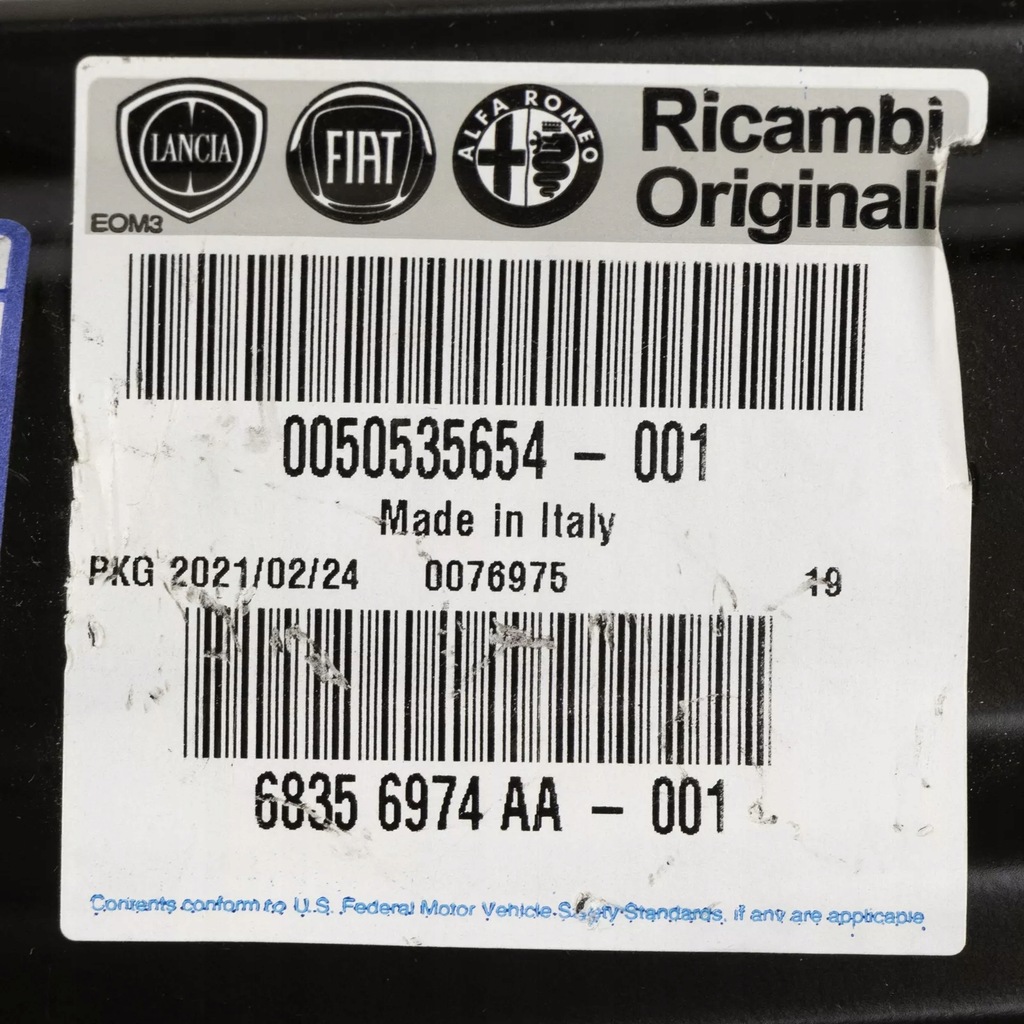 LANCIA
FIAT
ALFA ROMEO
Ricambi
Originali
EOM3
0050535654 - 001
Made in Italy
PKG 2021/02/24 0076975 19
6835 6974 AA - 001
Contents conform to U.S. Federal Motor Vehicle Safety Standards, if any are applicable